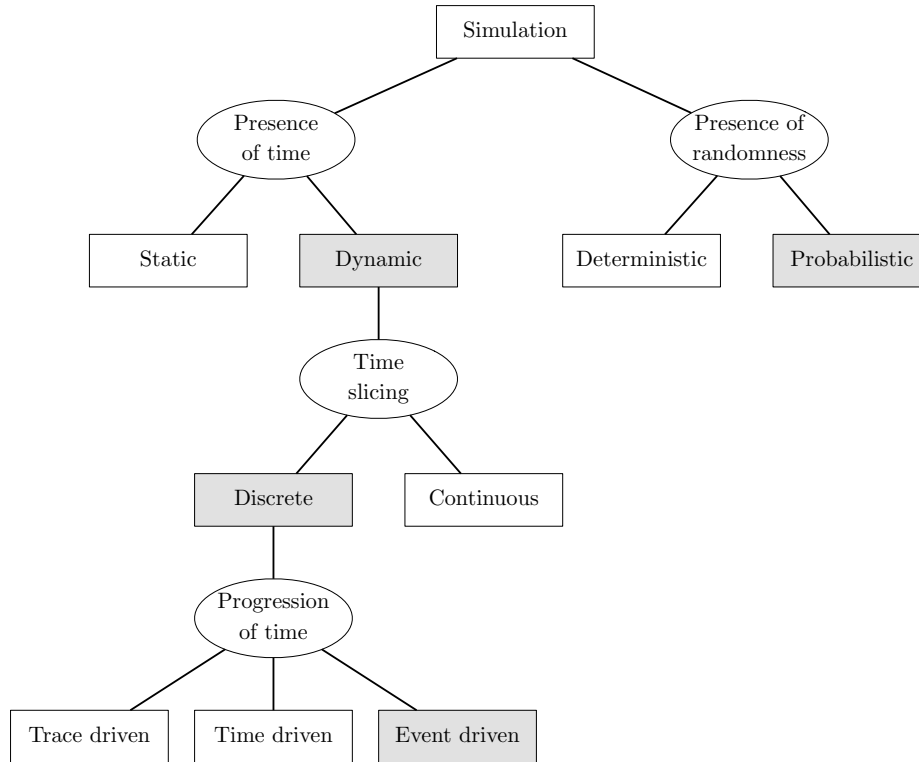 Simulation
Presence
of time
Presence of
randomness
Static
Dynamic
Deterministic
Probabilistic
Time
slicing
Discrete
Continuous
Progression
of time
Trace driven
Time driven
Event driven